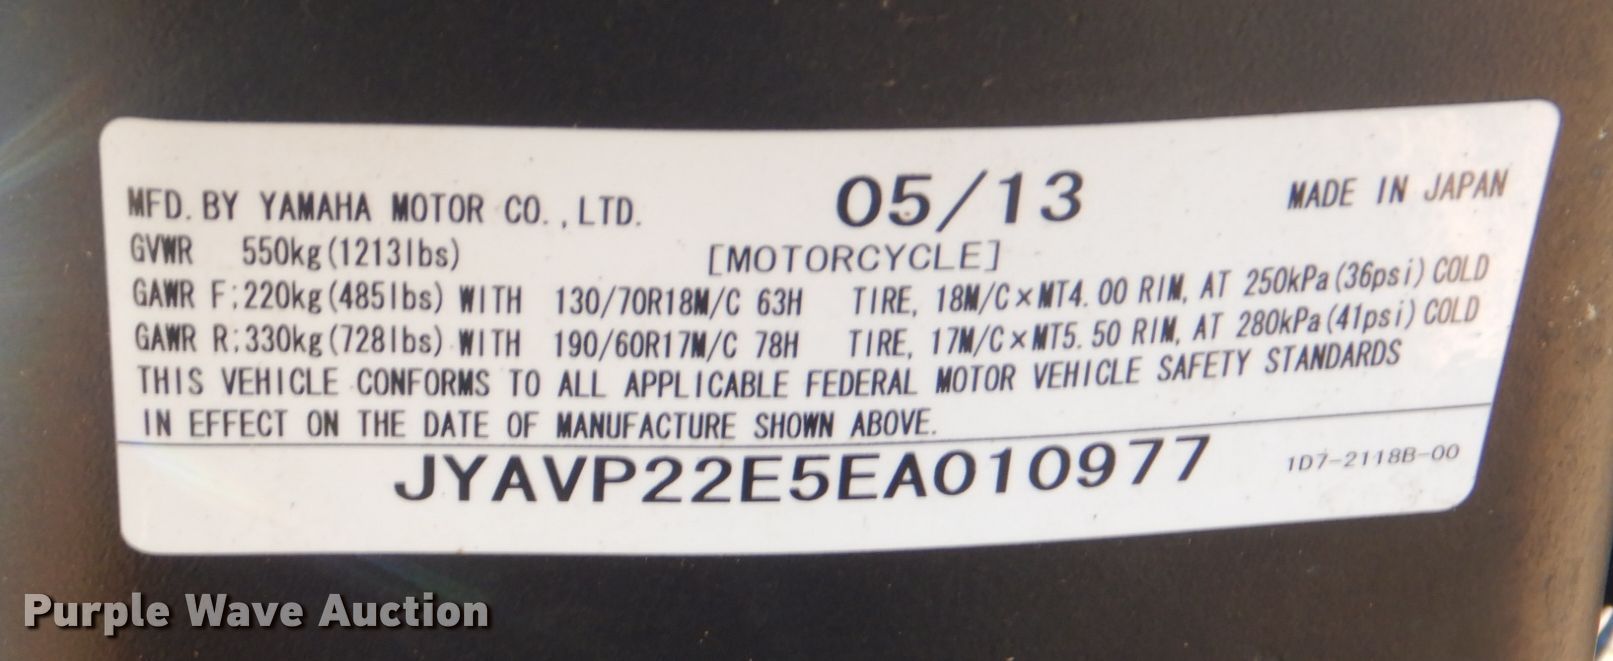 MFD. BY YAMAHA MOTOR CO.,LTD. 05/13 MADE IN JAPAN
GVWR 550kg(1213lbs) [MOTORCYCLE]
GAWR F:220kg(485lbs) WITH 130/70R18M/C 63H TIRE, 18M/C×MT4.00 RIM, AT 250kPa(36psi) COLD
GAWR R:330kg(728lbs) WITH 190/60R17M/C 78H TIRE, 17M/C×MT5.50 RIM, AT 280kPa(41psi) COLD
THIS VEHICLE CONFORMS TO ALL APPLICABLE FEDERAL MOTOR VEHICLE SAFETY STANDARDS
IN EFFECT ON THE DATE OF MANUFACTURE SHOWN ABOVE.
JYAVP22E5EA010977 1D7-2118B-00
Purple Wave Auction